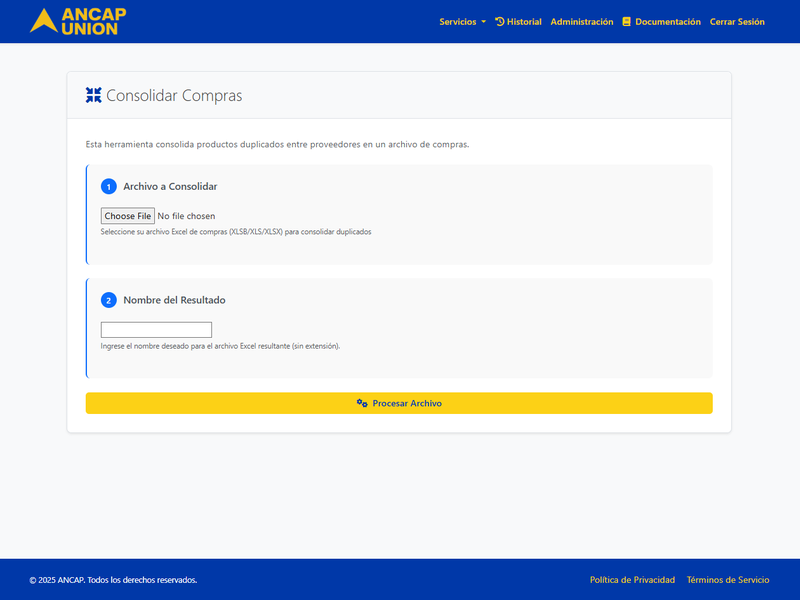 ANCAP
UNION
Servicios Historial Administración Documentación Cerrar Sesión
Consolidar Compras
Esta herramienta consolida productos duplicados entre proveedores en un archivo de compras.
1 Archivo a Consolidar
Choose File No file chosen
Seleccione su archivo Excel de compras (XLSB/XLS/XLSX) para consolidar duplicados
2 Nombre del Resultado
Ingrese el nombre deseado para el archivo Excel resultante (sin extensión).
Procesar Archivo
© 2025 ANCAP. Todos los derechos reservados. Política de Privacidad Términos de Servicio